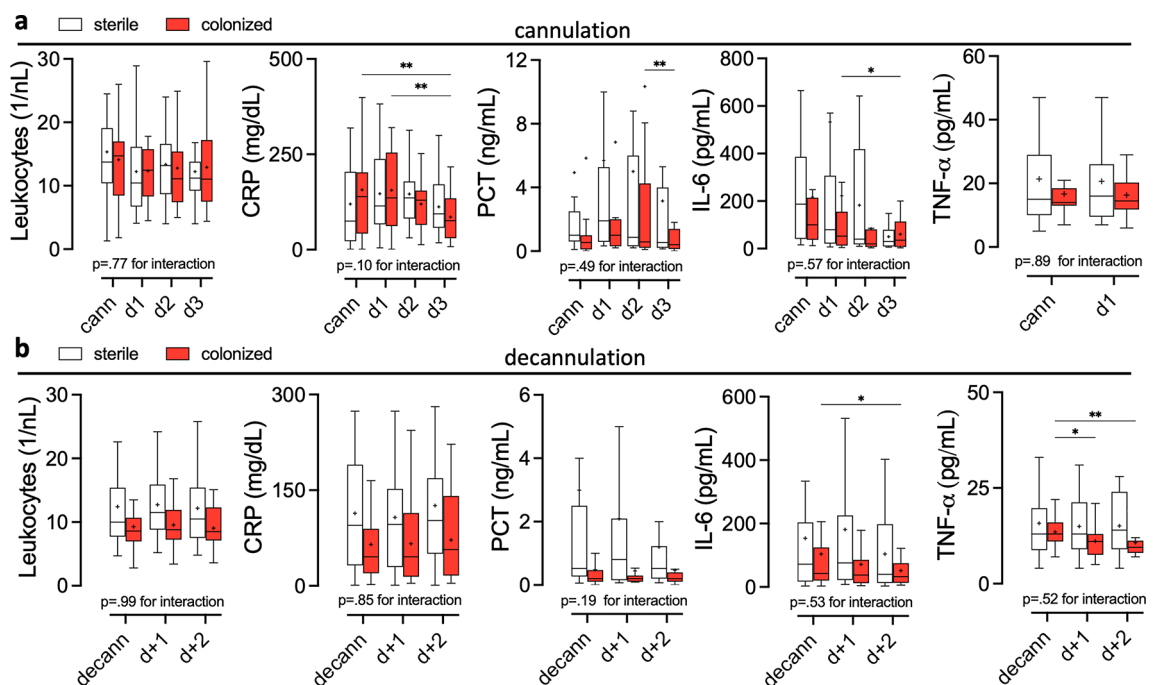 a
sterile colonized
cannulation
Leukocytes (1/nL)
30
20
10
0
p=.77 for interaction
cann d1 d2 d3
CRP (mg/dL)
500
250
0
**
**
p=.10 for interaction
cann d1 d2 d3
PCT (ng/mL)
12
8
4
0
**
p=.49 for interaction
cann d1 d2 d3
IL-6 (pg/mL)
800
600
400
200
0
*
p=.57 for interaction
cann d1 d2 d3
TNF-α (pg/mL)
60
40
20
0
p=.89 for interaction
cann d1
b
sterile colonized
decannulation
Leukocytes (1/nL)
30
20
10
0
p=.99 for interaction
decann d+1 d+2
CRP (mg/dL)
300
150
0
p=.85 for interaction
decann d+1 d+2
PCT (ng/mL)
6
4
2
0
p=.19 for interaction
decann d+1 d+2
IL-6 (pg/mL)
600
400
200
0
*
p=.53 for interaction
decann d+1 d+2
TNF-α (pg/mL)
50
25
0
**
*
p=.52 for interaction
decann d+1 d+2